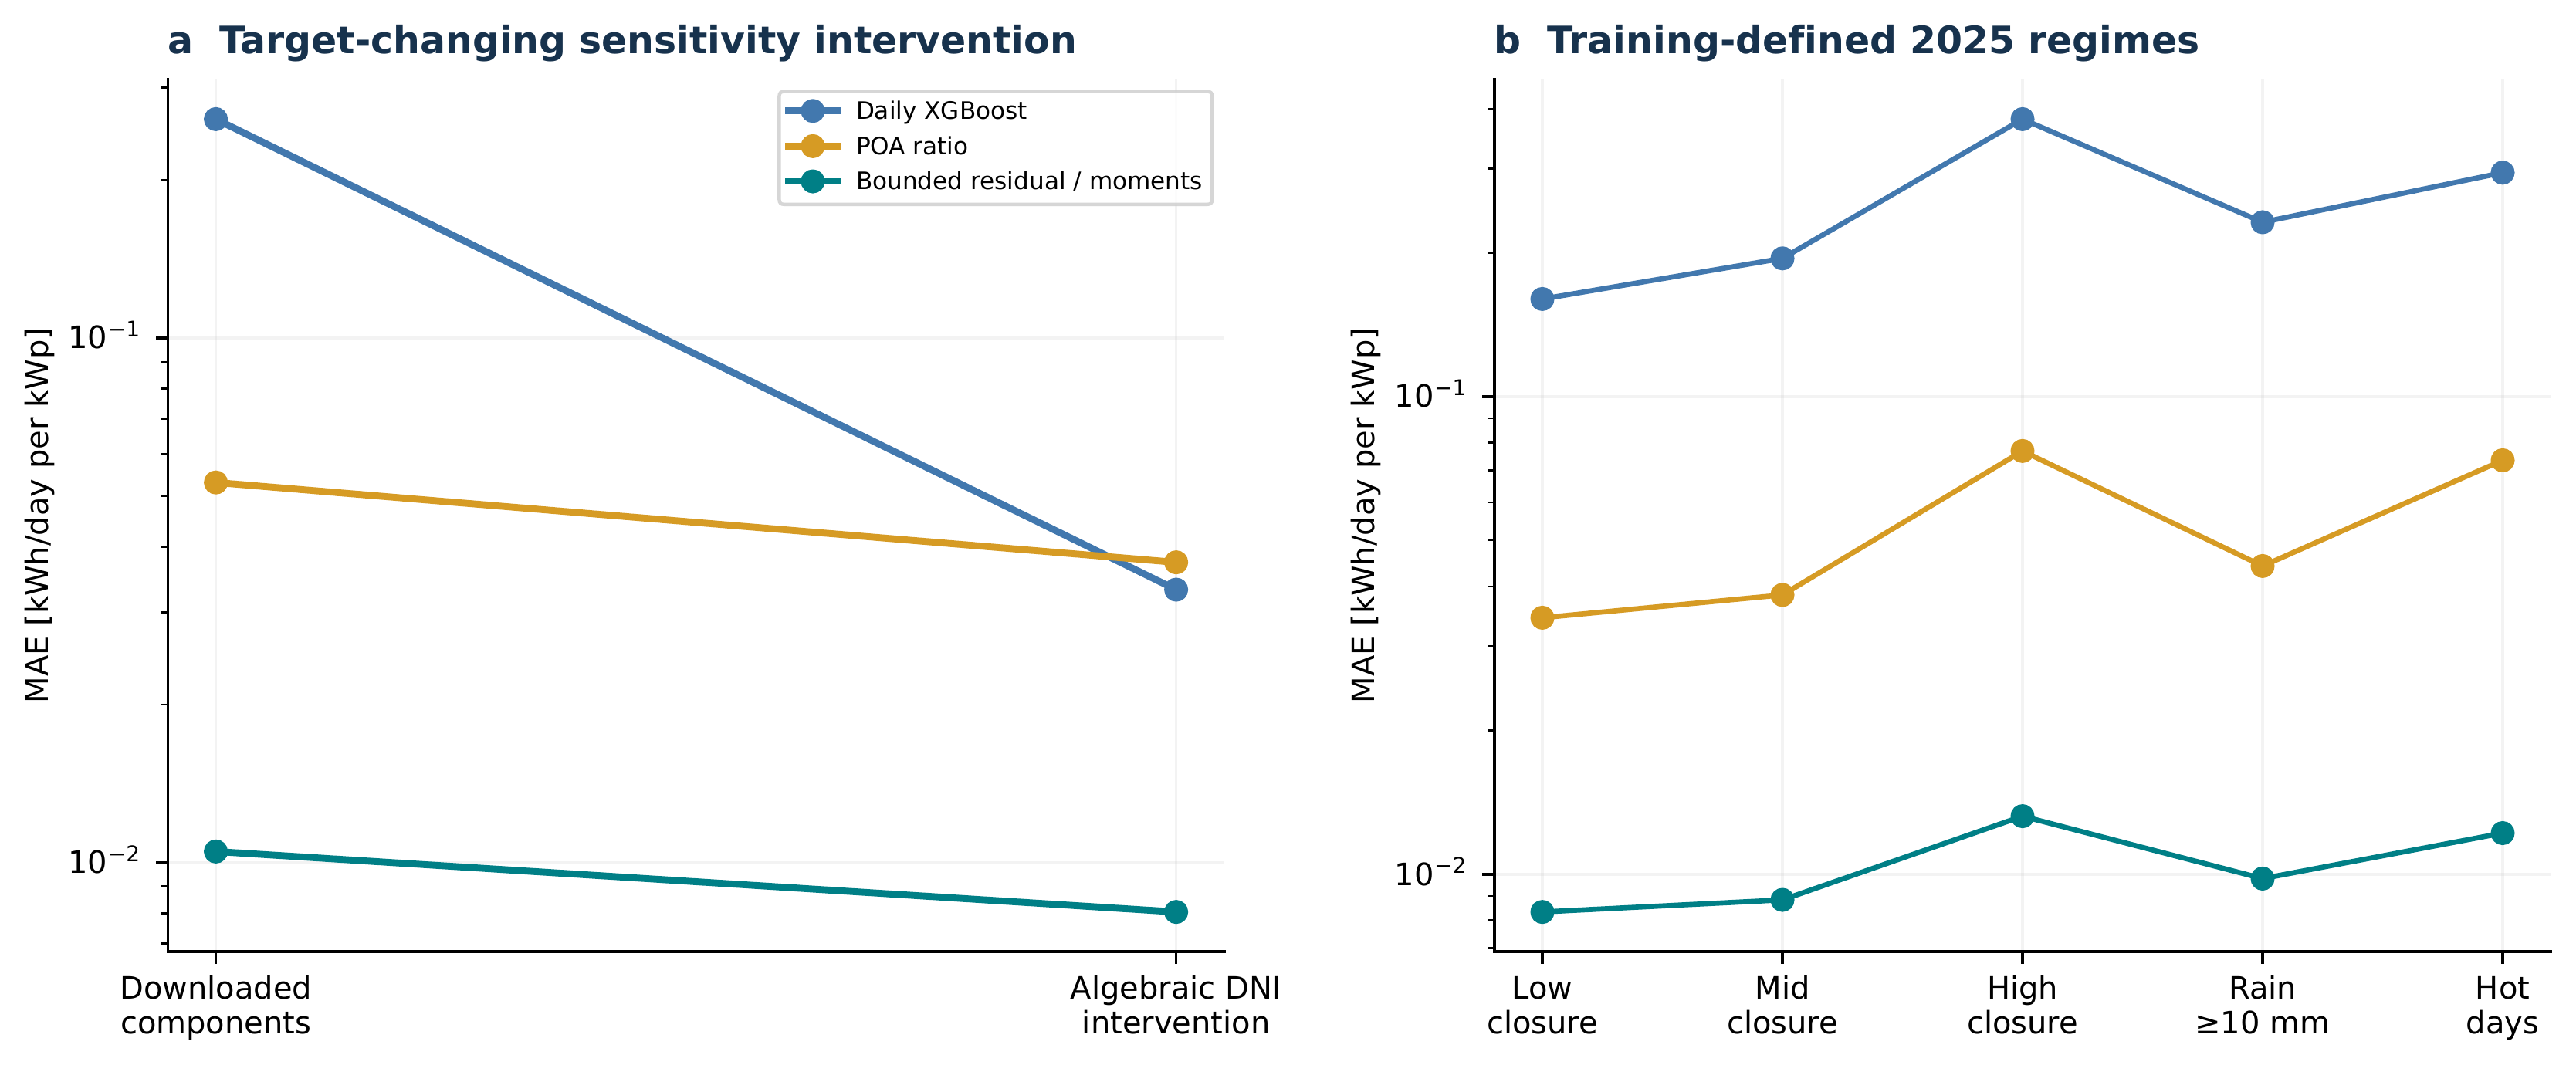 a Target-changing sensitivity intervention
MAE [kWh/day per kWp]
10⁻¹
10⁻²
Daily XGBoost
POA ratio
Bounded residual / moments
Downloaded
components
Algebraic DNI
intervention
b Training-defined 2025 regimes
MAE [kWh/day per kWp]
10⁻¹
10⁻²
Low
closure
Mid
closure
High
closure
Rain
≥10 mm
Hot
days